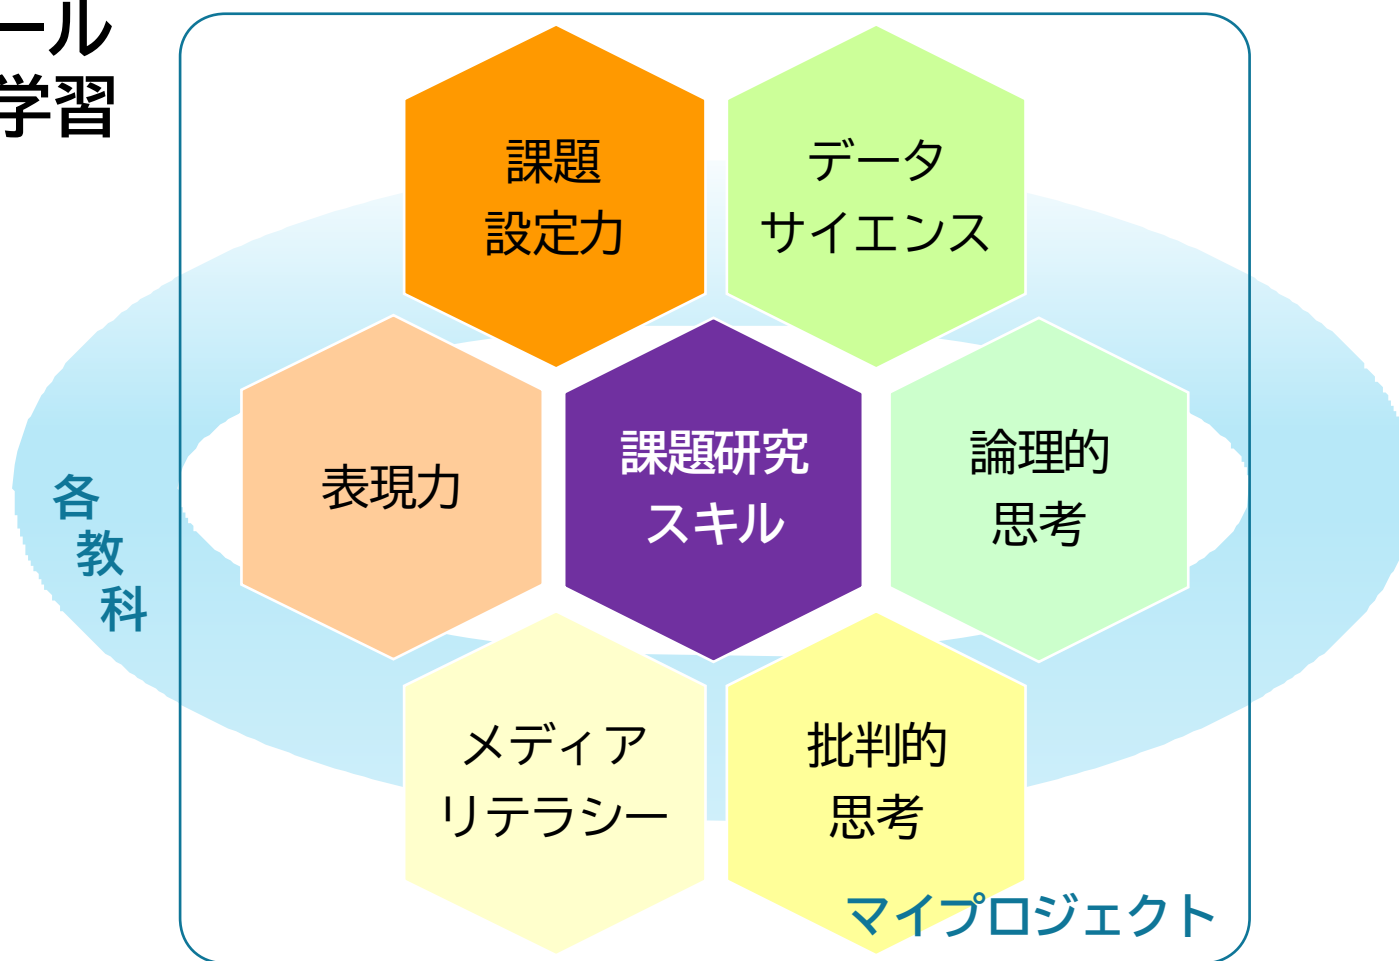 ール
学習
課題
設定力
データ
サイエンス
表現力
課題研究
スキル
論理的
思考
各
教
科
メディア
リテラシー
批判的
思考
マイプロジェクト